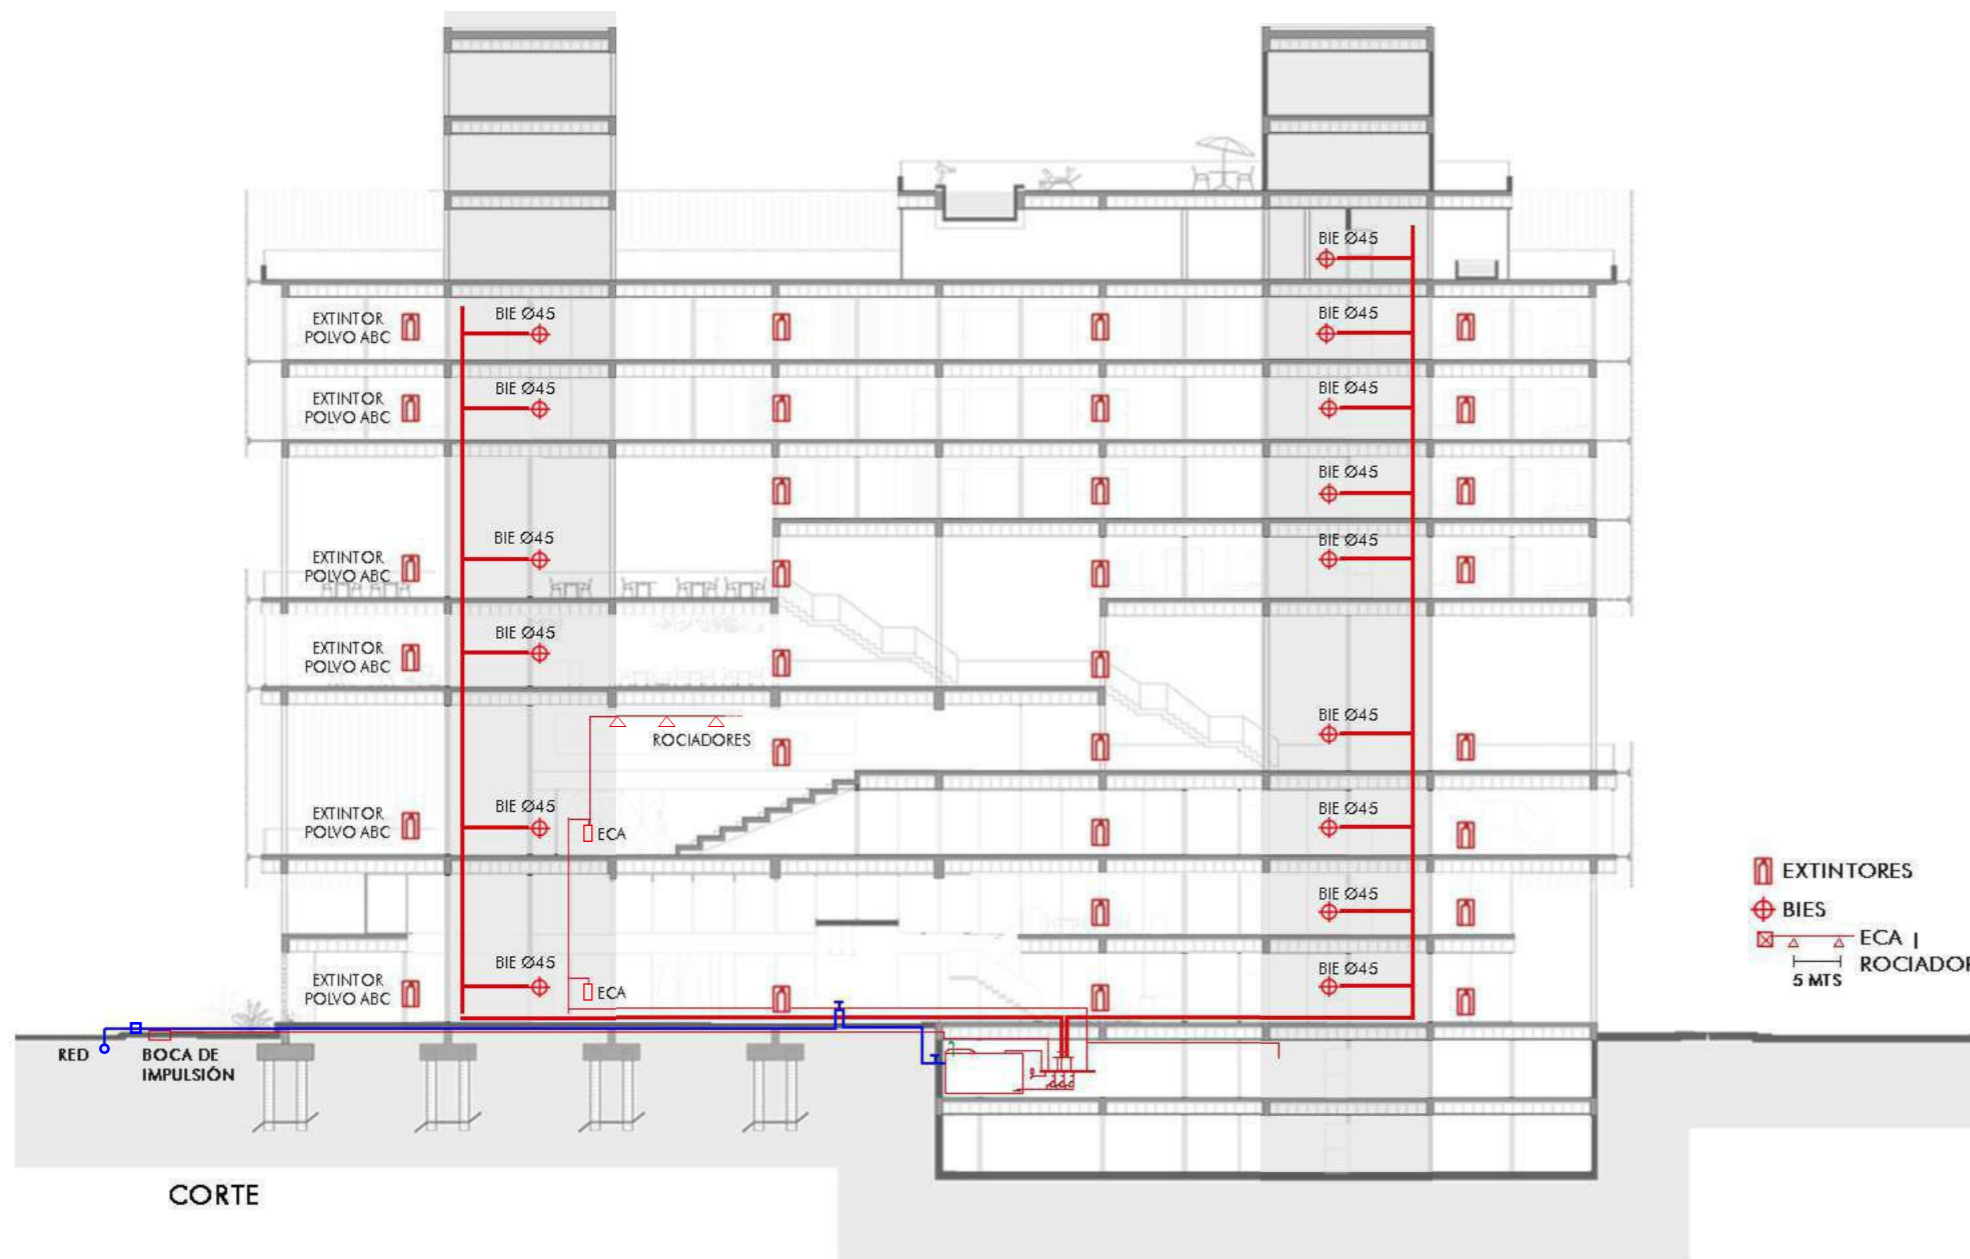 BIE Ø45
EXTINTOR
POLVO ABC
BIE Ø45
BIE Ø45
EXTINTOR
POLVO ABC
BIE Ø45
BIE Ø45
BIE Ø45
EXTINTOR
POLVO ABC
BIE Ø45
BIE Ø45
EXTINTOR
POLVO ABC
BIE Ø45
ROCIADORES
BIE Ø45
EXTINTOR
POLVO ABC
BIE Ø45
ECA
BIE Ø45
BIE Ø45
EXTINTOR
POLVO ABC
BIE Ø45
ECA
BIE Ø45
RED
BOCA DE
IMPULSIÓN
EXTINTORES
BIES
ECA |
ROCIADOR
5 MTS
CORTE